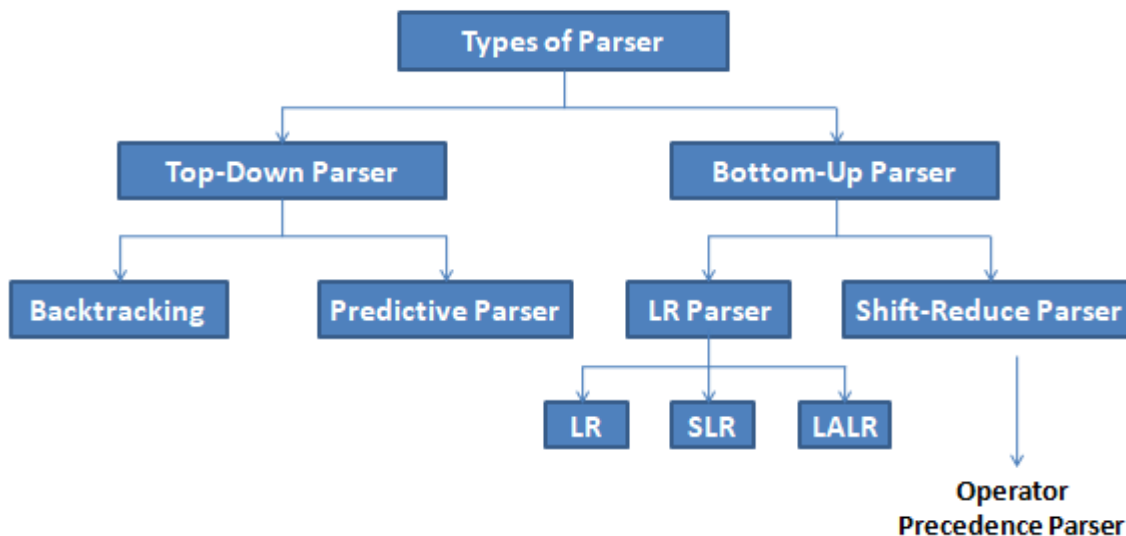 Types of Parser
Top-Down Parser
Bottom-Up Parser
Backtracking
Predictive Parser
LR Parser
Shift-Reduce Parser
LR
SLR
LALR
Operator
Precedence Parser